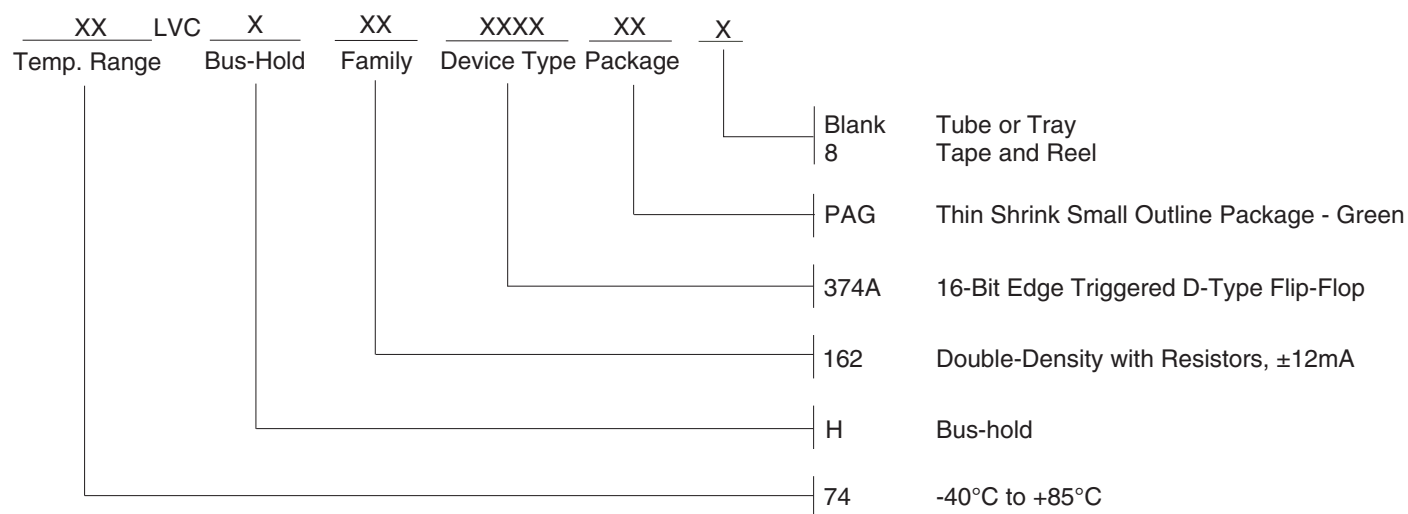 XX LVC X XX XXXX XX X
Temp. Range Bus-Hold Family Device Type Package
Blank Tube or Tray
8 Tape and Reel
PAG Thin Shrink Small Outline Package - Green
374A 16-Bit Edge Triggered D-Type Flip-Flop
162 Double-Density with Resistors, ±12mA
H Bus-hold
74 -40°C to +85°C